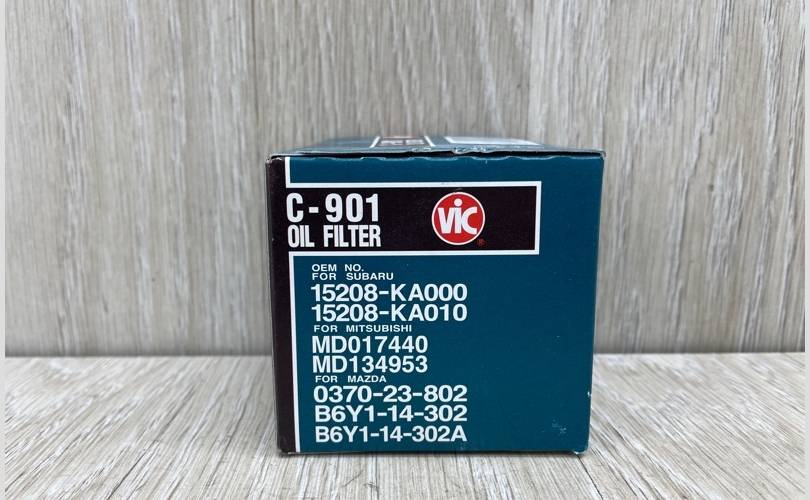 C-901
OIL FILTER
VIC ®
OEM NO.
FOR SUBARU
15208-KA000
15208-KA010
FOR MITSUBISHI
MD017440
MD134953
FOR MAZDA
0370-23-802
B6Y1-14-302
B6Y1-14-302A